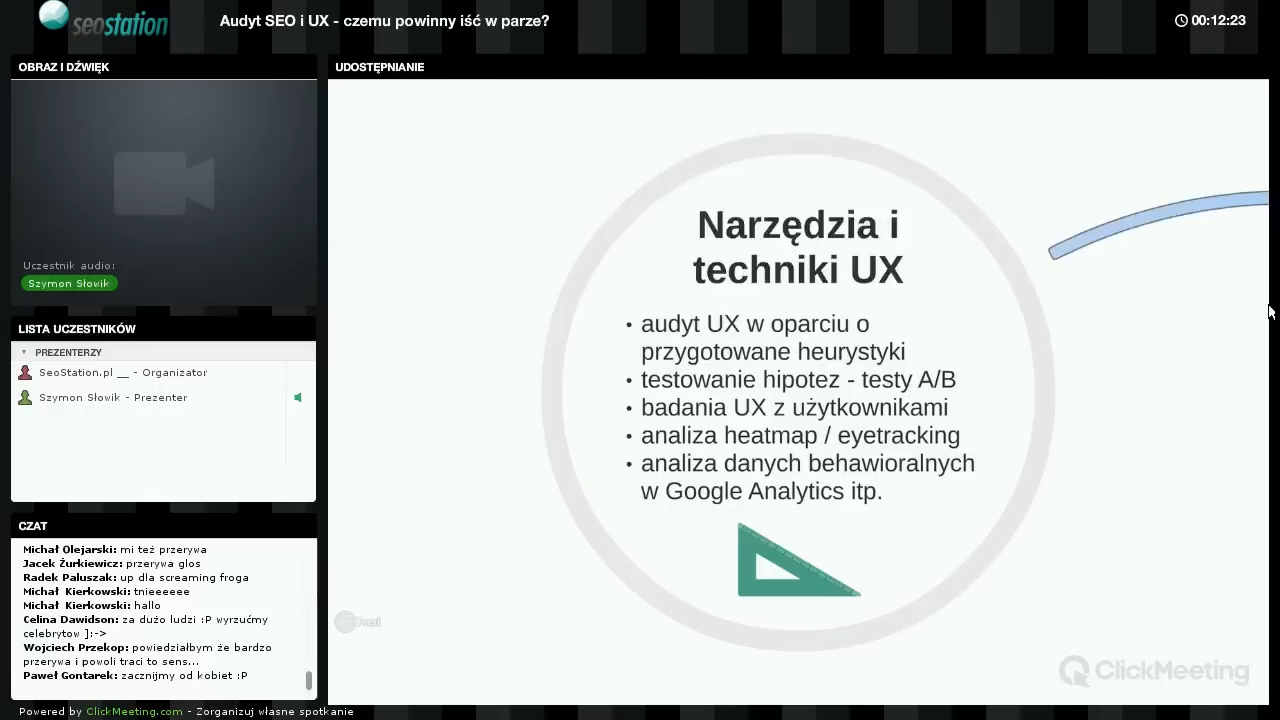 seostation
Audyt SEO i UX - czemu powinny iść w parze?
00:12:23
OBRAZ I DŹWIĘK
Uczestnik audio:
Szymon Słowik
LISTA UCZESTNIKÓW
PREZENTERZY
SeoStation.pl __ - Organizator
Szymon Słowik - Prezenter
CZAT
Michał Olejarski: mi też przerywa
Jacek Żurkiewicz: przerywa glos
Radek Paluszak: up dla screaming froga
Michał Kierkowski: tnieeeeee
Michał Kierkowski: hallo
Celina Dawidson: za dużo ludzi :P wyrzućmy
celebrytow ]:->
Wojciech Przekop: powiedziałbym że bardzo
przerywa i powoli traci to sens...
Paweł Gontarek: zacznijmy od kobiet :P
Powered by ClickMeeting.com - Zorganizuj własne spotkanie
UDOSTĘPNIANIE
Narzędzia i
techniki UX
• audyt UX w oparciu o
przygotowane heurystyki
• testowanie hipotez - testy A/B
• badania UX z użytkownikami
• analiza heatmap / eyetracking
• analiza danych behawioralnych
w Google Analytics itp.
Prezi
ClickMeeting